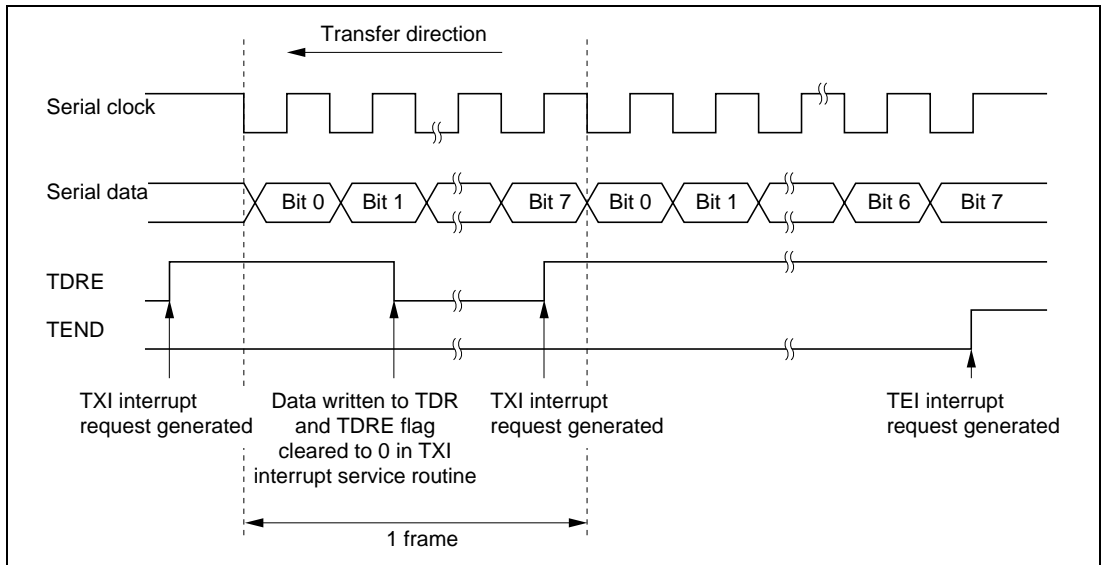 Transfer direction
Serial clock
Serial data
Bit 0
Bit 1
Bit 7
Bit 0
Bit 1
Bit 6
Bit 7
TDRE
TEND
TXI interrupt
request generated
Data written to TDR
and TDRE flag
cleared to 0 in TXI
interrupt service routine
TXI interrupt
request generated
TEI interrupt
request generated
1 frame